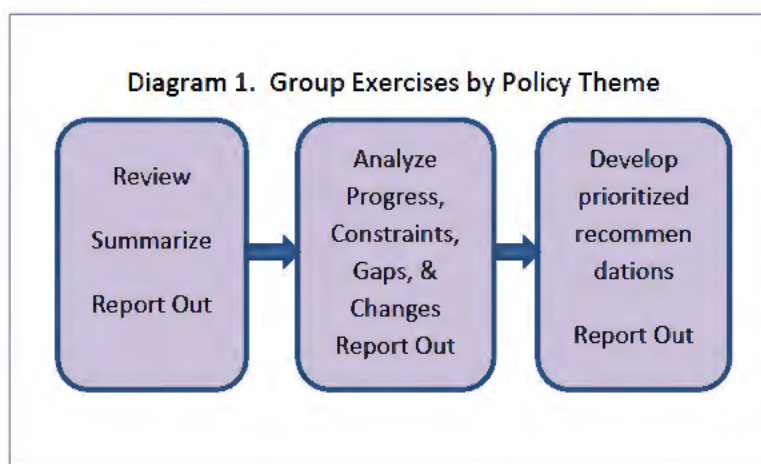 Diagram 1. Group Exercises by Policy Theme
Review
Summarize
Report Out
Analyze
Progress,
Constraints,
Gaps, &
Changes
Report Out
Develop
prioritized
recommen
dations
Report Out